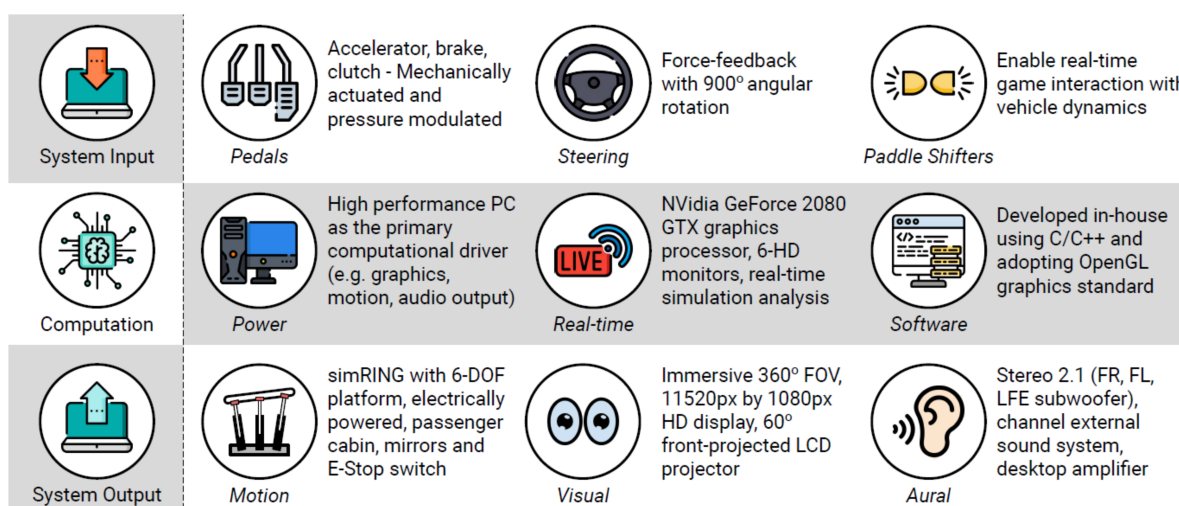 Accelerator, brake,
clutch - Mechanically
actuated and
pressure modulated
Force-feedback
with 900º angular
rotation
Enable real-time
game interaction with
vehicle dynamics
System Input
Pedals
Steering
Paddle Shifters
High performance PC
as the primary
computational driver
(e.g. graphics,
motion, audio output)
NVidia GeForce 2080
GTX graphics
processor, 6-HD
monitors, real-time
simulation analysis
LIVE
</>
Developed in-house
using C/C++ and
adopting OpenGL
graphics standard
Computation
Power
Real-time
Software
simRING with 6-DOF
platform, electrically
powered, passenger
cabin, mirrors and
E-Stop switch
Immersive 360º FOV,
11520px by 1080px
HD display, 60º
front-projected LCD
projector
Stereo 2.1 (FR, FL,
LFE subwoofer),
channel external
sound system,
desktop amplifier
System Output
Motion
Visual
Aural